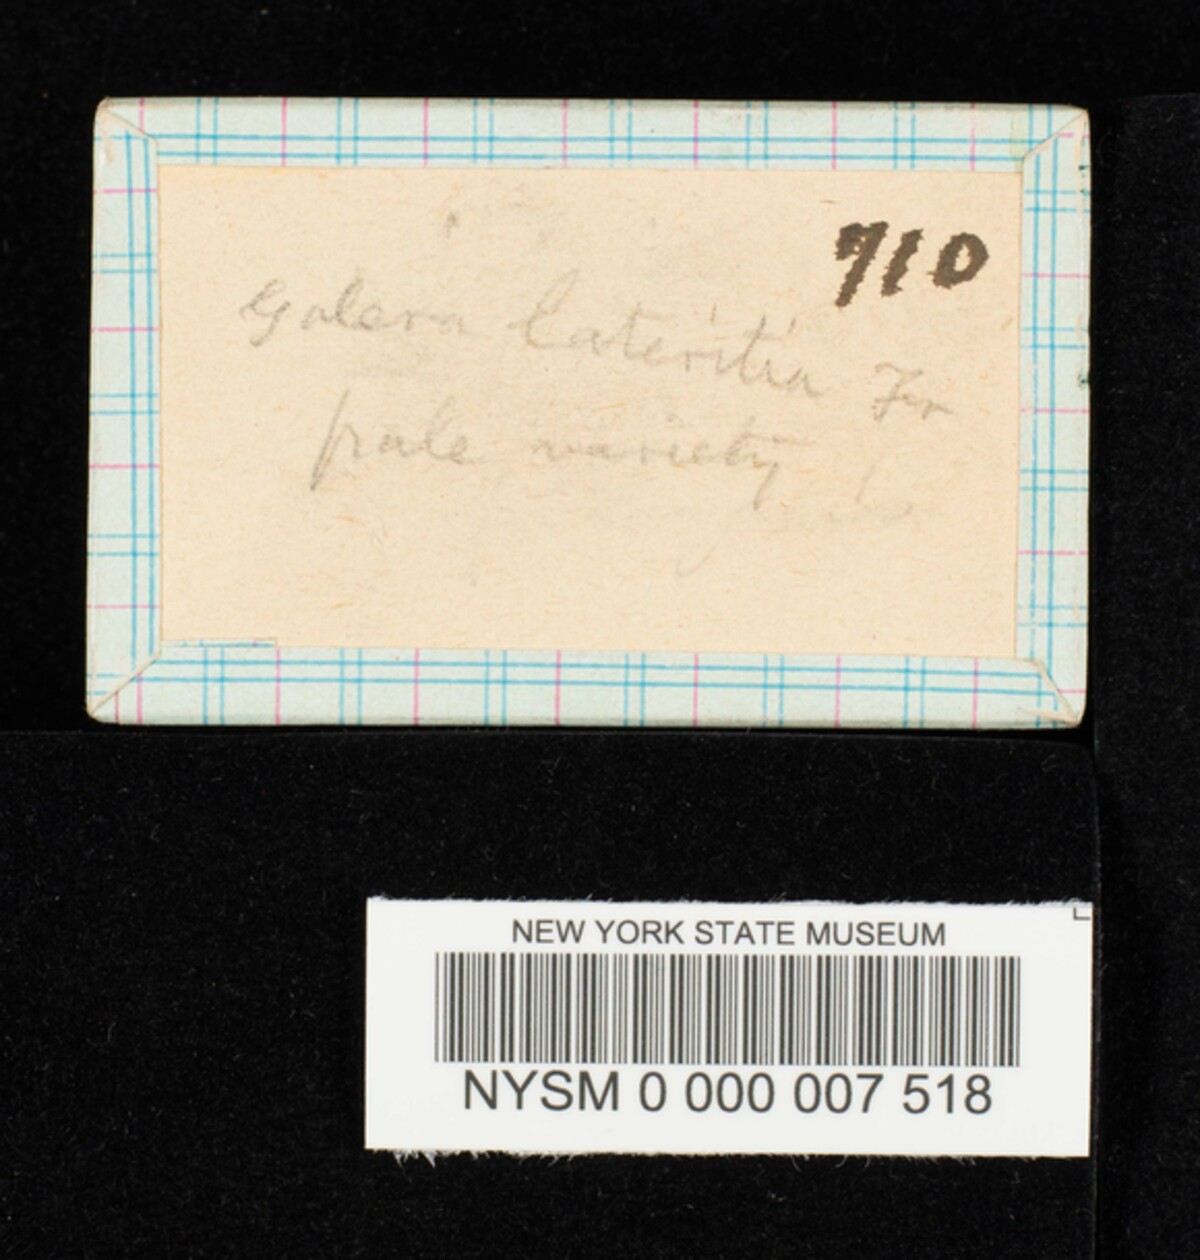 710
Galera lateritia Fr
pale variety
NEW YORK STATE MUSEUM
NYSM 0 000 007 518